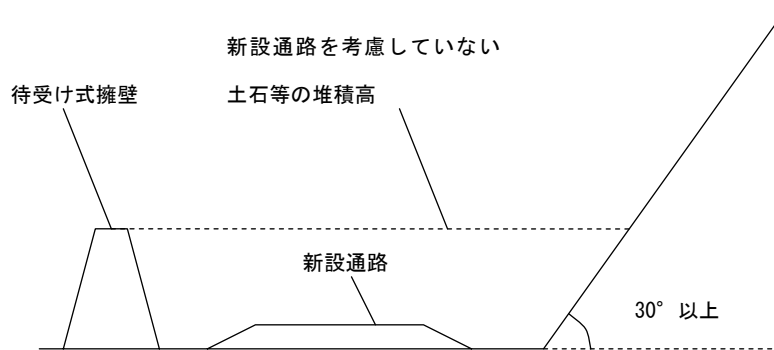 新設通路を考慮していない
待受け式擁壁
土石等の堆積高
新設通路
30°以上